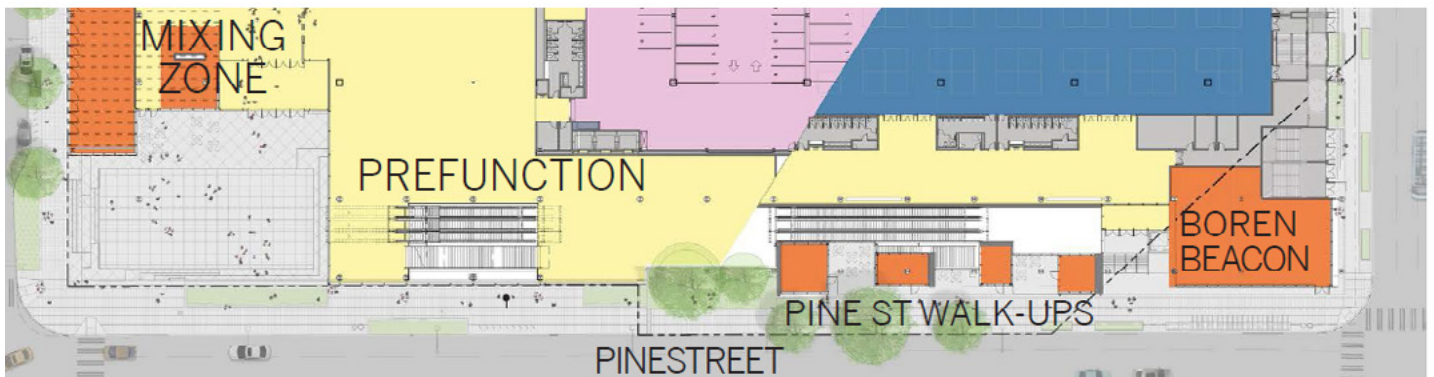 MIXING
ZONE
PREFUNCTION
BOREN
BEACON
PINE ST WALK-UPS
PINESTREET